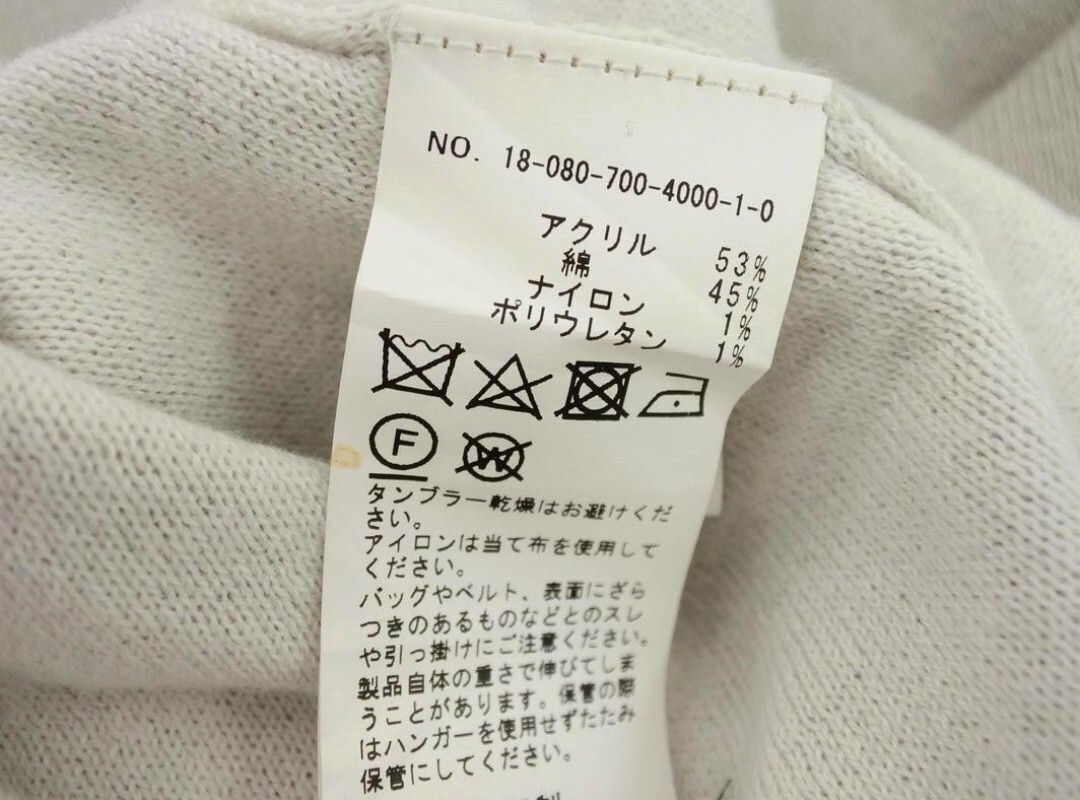 NO. 18-080-700-4000-1-0
アクリル 53%
綿 45%
ナイロン 1%
ポリウレタン 1%
F W
タンブラー乾燥はお避けくだ
さい。
アイロンは当て布を使用して
ください。
バッグやベルト、表面にざら
つきのあるものなどとのスレ
や引っ掛けにご注意ください。
製品自体の重さで伸びてしま
うことがあります。保管の際
はハンガーを使用せずたたみ
保管にしてください。